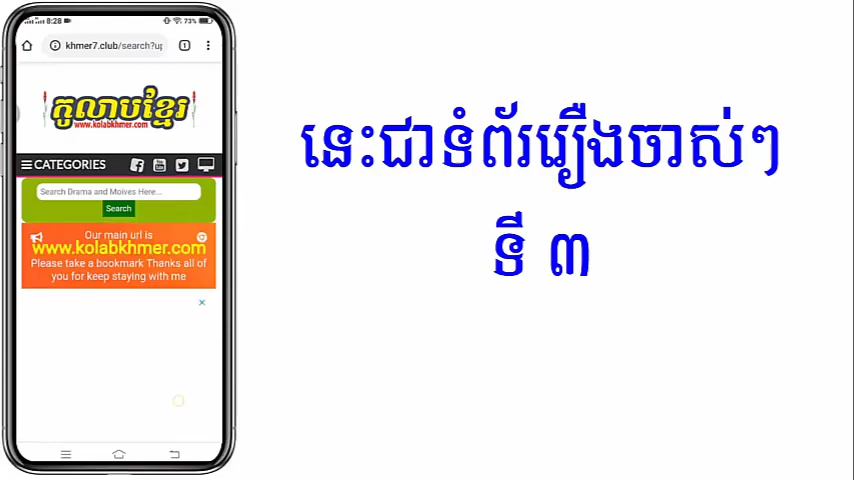 8:28
73%
khmer7.club/search?up
1
កូលាបខ្មែរ
www.kolabkhmer.com
CATEGORIES
Search Drama and Moives Here...
Search
Our main url is
www.kolabkhmer.com
Please take a bookmark Thanks all of
you for keep staying with me
នេះជាទំព័ររឿងចាស់ៗ
ទី ៣